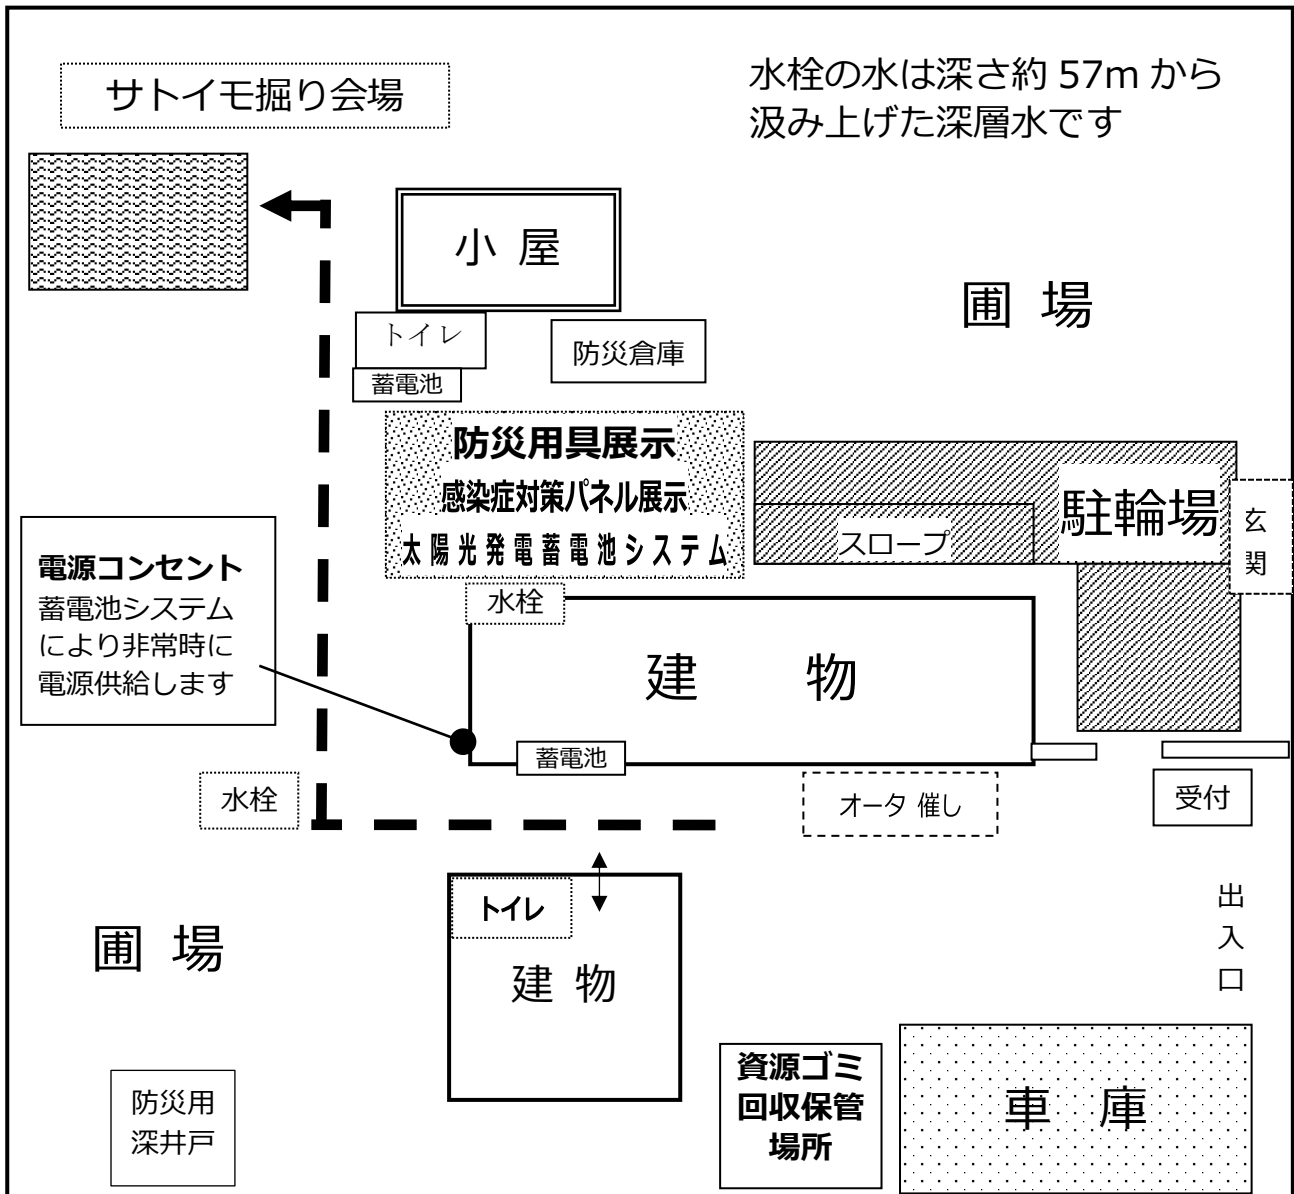 サトイモ掘り会場
水栓の水は深さ約 57m から
汲み上げた深層水です
小 屋
圃 場
トイレ
防災倉庫
蓄電池
防災用具展示
感染症対策パネル展示
太陽光発電蓄電池システム
駐輪場
スロープ
玄
関
電源コンセント
蓄電池システム
により非常時に
電源供給します
水栓
建 物
蓄電池
水栓
オータ 催し
受付
トイレ
建 物
圃 場
出
入
口
防災用
深井戸
資源ゴミ
回収保管
場所
車 庫